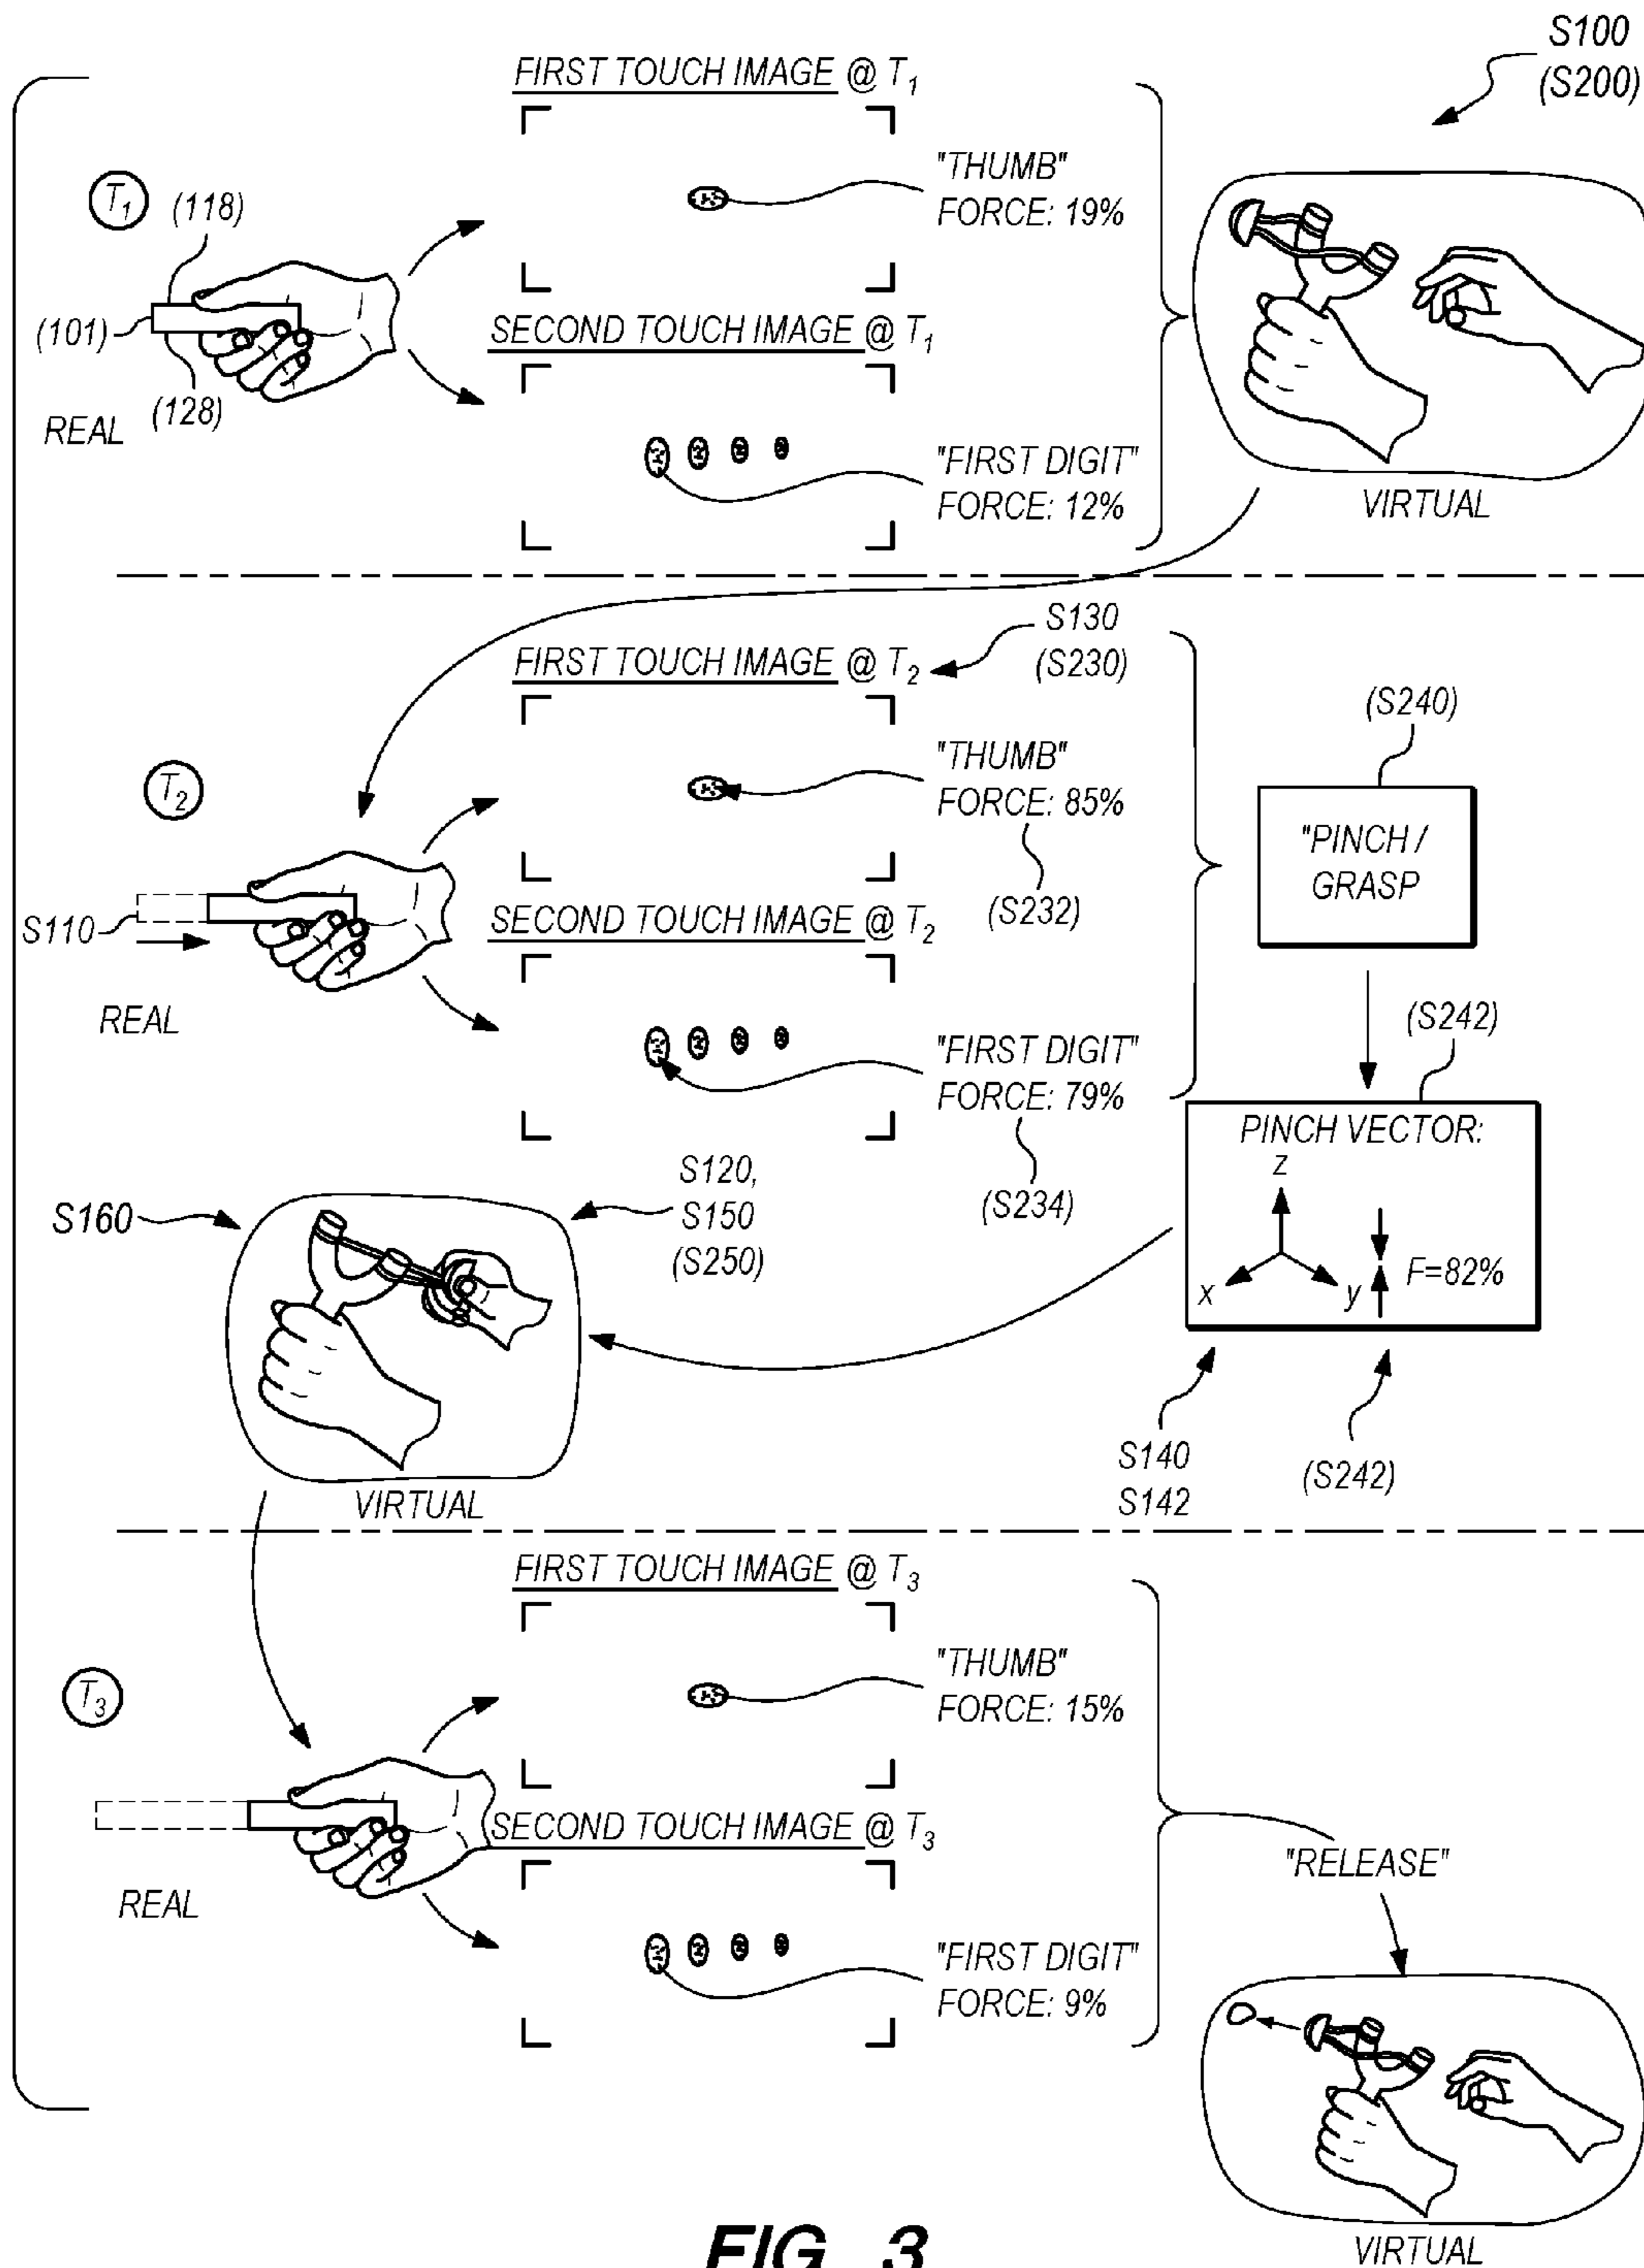 S100
(S200)
FIRST TOUCH IMAGE @ T1
T1
(118)
(101)
(128)
REAL
"THUMB"
FORCE: 19%
SECOND TOUCH IMAGE @ T1
"FIRST DIGIT"
FORCE: 12%
VIRTUAL
S130
(S230)
FIRST TOUCH IMAGE @ T2
T2
"THUMB"
FORCE: 85%
(S232)
(S240)
"PINCH /
GRASP
S110
REAL
SECOND TOUCH IMAGE @ T2
"FIRST DIGIT"
FORCE: 79%
(S234)
(S242)
PINCH VECTOR:
z
x
y
F=82%
S140
S142
(S242)
S120,
S150
(S250)
S160
VIRTUAL
FIRST TOUCH IMAGE @ T3
T3
"THUMB"
FORCE: 15%
SECOND TOUCH IMAGE @ T3
REAL
"FIRST DIGIT"
FORCE: 9%
"RELEASE"
VIRTUAL
FIG. 3